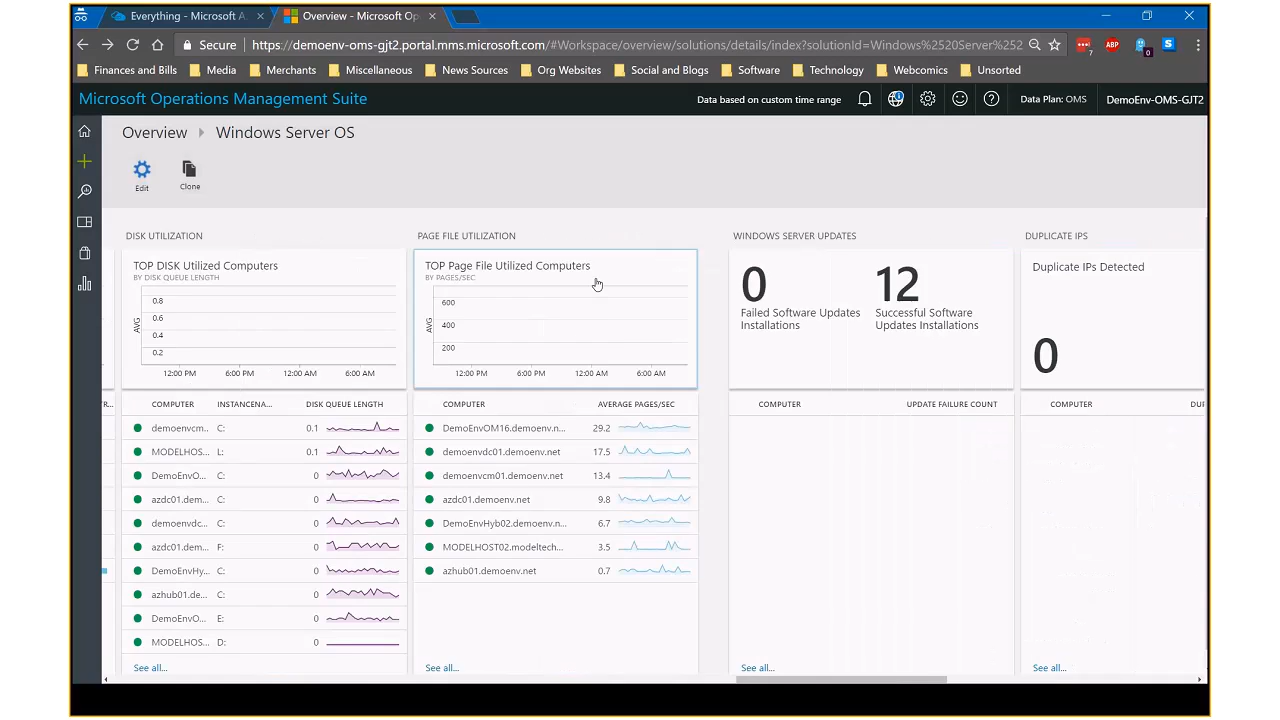 Everything - Microsoft A
Overview - Microsoft Op
Secure
https://demoenv-oms-gjt2.portal.mms.microsoft.com/#Workspace/overview/solutions/details/index?solutionId=Windows%2520Server%252
7
ABP
0
S
Finances and Bills
Media
Merchants
Miscellaneous
News Sources
Org Websites
Social and Blogs
Software
Technology
Webcomics
Unsorted
Microsoft Operations Management Suite
Data based on custom time range
Data Plan: OMS
DemoEnv-OMS-GJT2
Overview
Windows Server OS
Edit
Clone
DISK UTILIZATION
TOP DISK Utilized Computers
BY DISK QUEUE LENGTH
AVG
0.8
0.6
0.4
0.2
12:00 PM 6:00 PM 12:00 AM 6:00 AM
TR...
COMPUTER INSTANCENA... DISK QUEUE LENGTH
demoenvcm... C: 0.1
MODELHOS... L: 0.1
DemoEnvO... C: 0
azdc01.dem... C: 0
demoenvdc... C: 0
azdc01.dem... F: 0
DemoEnvHy... C: 0
azhub01.de... C: 0
DemoEnvO... E: 0
MODELHOS... D: 0
See all...
PAGE FILE UTILIZATION
TOP Page File Utilized Computers
BY PAGES/SEC
AVG
600
400
200
12:00 PM 6:00 PM 12:00 AM 6:00 AM
COMPUTER AVERAGE PAGES/SEC
DemoEnvOM16.demoenv.n... 29.2
demoenvdc01.demoenv.net 17.5
demoenvcm01.demoenv.net 13.4
azdc01.demoenv.net 9.8
DemoEnvHyb02.demoenv.n... 6.7
MODELHOST02.modeltech... 3.5
azhub01.demoenv.net 0.7
See all...
WINDOWS SERVER UPDATES
0
Failed Software Updates
Installations
12
Successful Software
Updates Installations
COMPUTER UPDATE FAILURE COUNT
See all...
DUPLICATE IPS
Duplicate IPs Detected
0
COMPUTER DUP
See all...